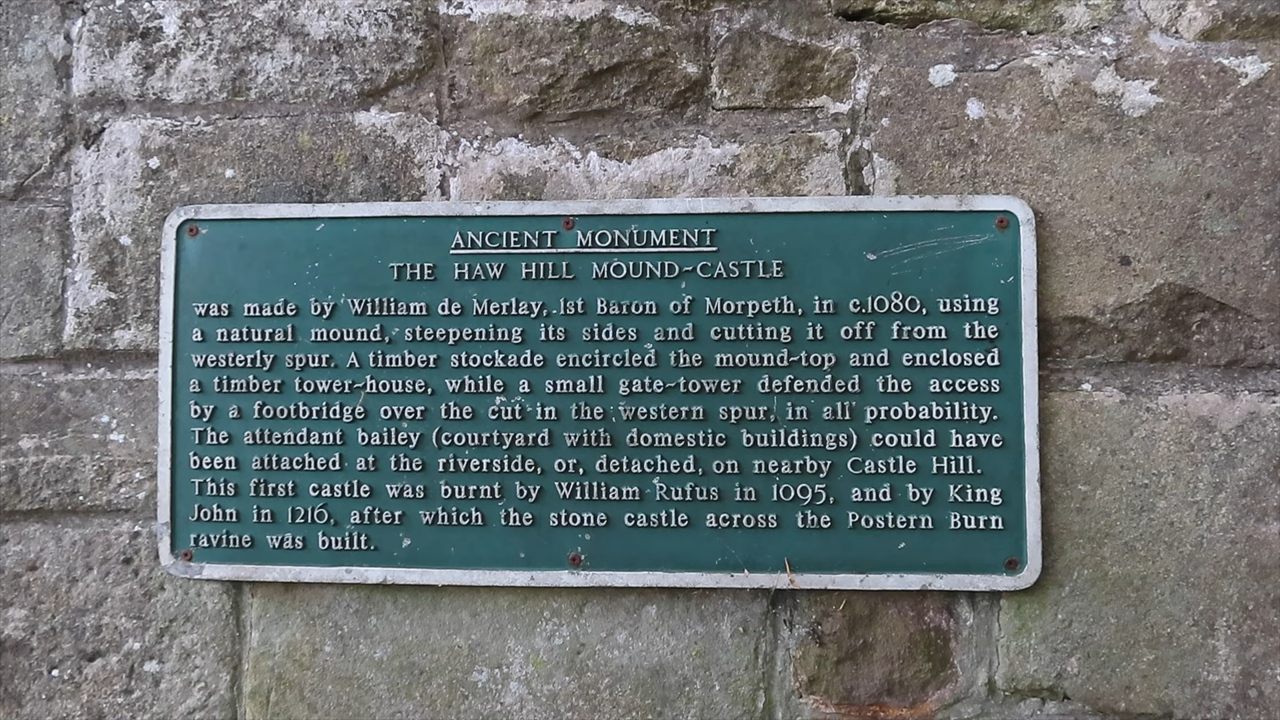 ANCIENT MONUMENT
THE HAW HILL MOUND-CASTLE
was made by William de Merlay, 1st Baron of Morpeth, in c.1080, using
a natural mound, steepening its sides and cutting it off from the
westerly spur. A timber stockade encircled the mound-top and enclosed
a timber tower-house, while a small gate-tower defended the access
by a footbridge over the cut in the western spur, in all probability.
The attendant bailey (courtyard with domestic buildings) could have
been attached at the riverside, or, detached, on nearby Castle Hill.
This first castle was burnt by William Rufus in 1095, and by King
John in 1216, after which the stone castle across the Postern Burn
ravine was built.